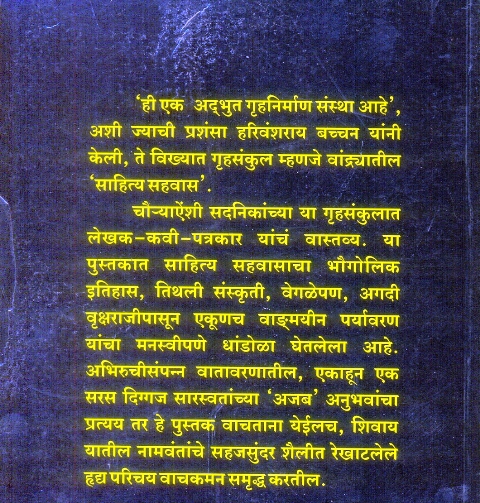 ‘ही एक अद्‌भुत गृहनिर्माण संस्था आहे’,
अशी ज्याची प्रशंसा हरिवंशराय बच्चन यांनी
केली, ते विख्यात गृहसंकुल म्हणजे वांद्र्यातील
‘साहित्य सहवास’.
चौऱ्याऐंशी सदनिकांच्या या गृहसंकुलात
लेखक–कवी–पत्रकार यांचं वास्तव्य. या
पुस्तकात साहित्य सहवासाचा भौगोलिक
इतिहास, तिथली संस्कृती, वेगळेपण, अगदी
वृक्षराजीपासून एकूणच वाङ्‌मयीन पर्यावरण
यांचा मनस्वीपणे धांडोळा घेतलेला आहे.
अभिरुचीसंपन्न वातावरणातील, एकाहून एक
सरस दिग्गज सारस्वतांच्या ‘अजब’ अनुभवांचा
प्रत्यय तर हे पुस्तक वाचताना येईलच, शिवाय
यातील नामवंतांचे सहजसुंदर शैलीत रेखाटलेले
हृद्य परिचय वाचकमन समृद्ध करतील.